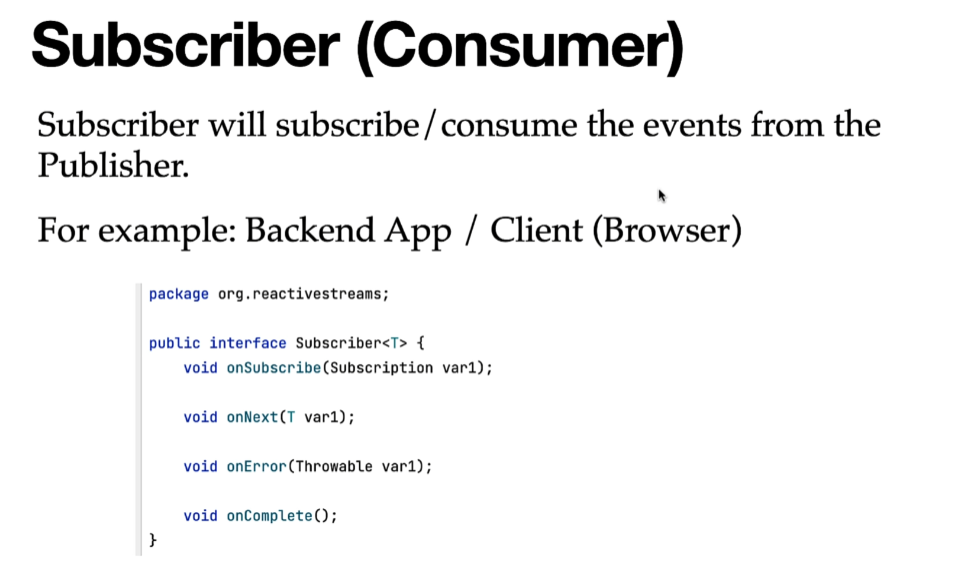 Subscriber (Consumer)
Subscriber will subscribe/consume the events from the
Publisher.
For example: Backend App / Client (Browser)
package org.reactivestreams;
public interface Subscriber<T> {
void onSubscribe(Subscription var1);
void onNext(T var1);
void onError(Throwable var1);
void onComplete();
}